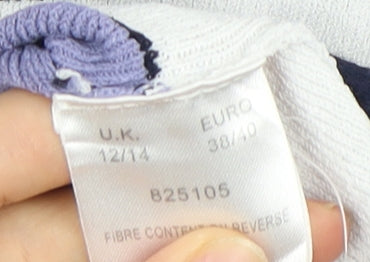 U.K. EURO
12/14 38/40
825105
FIBRE CONTENT ON REVERSE